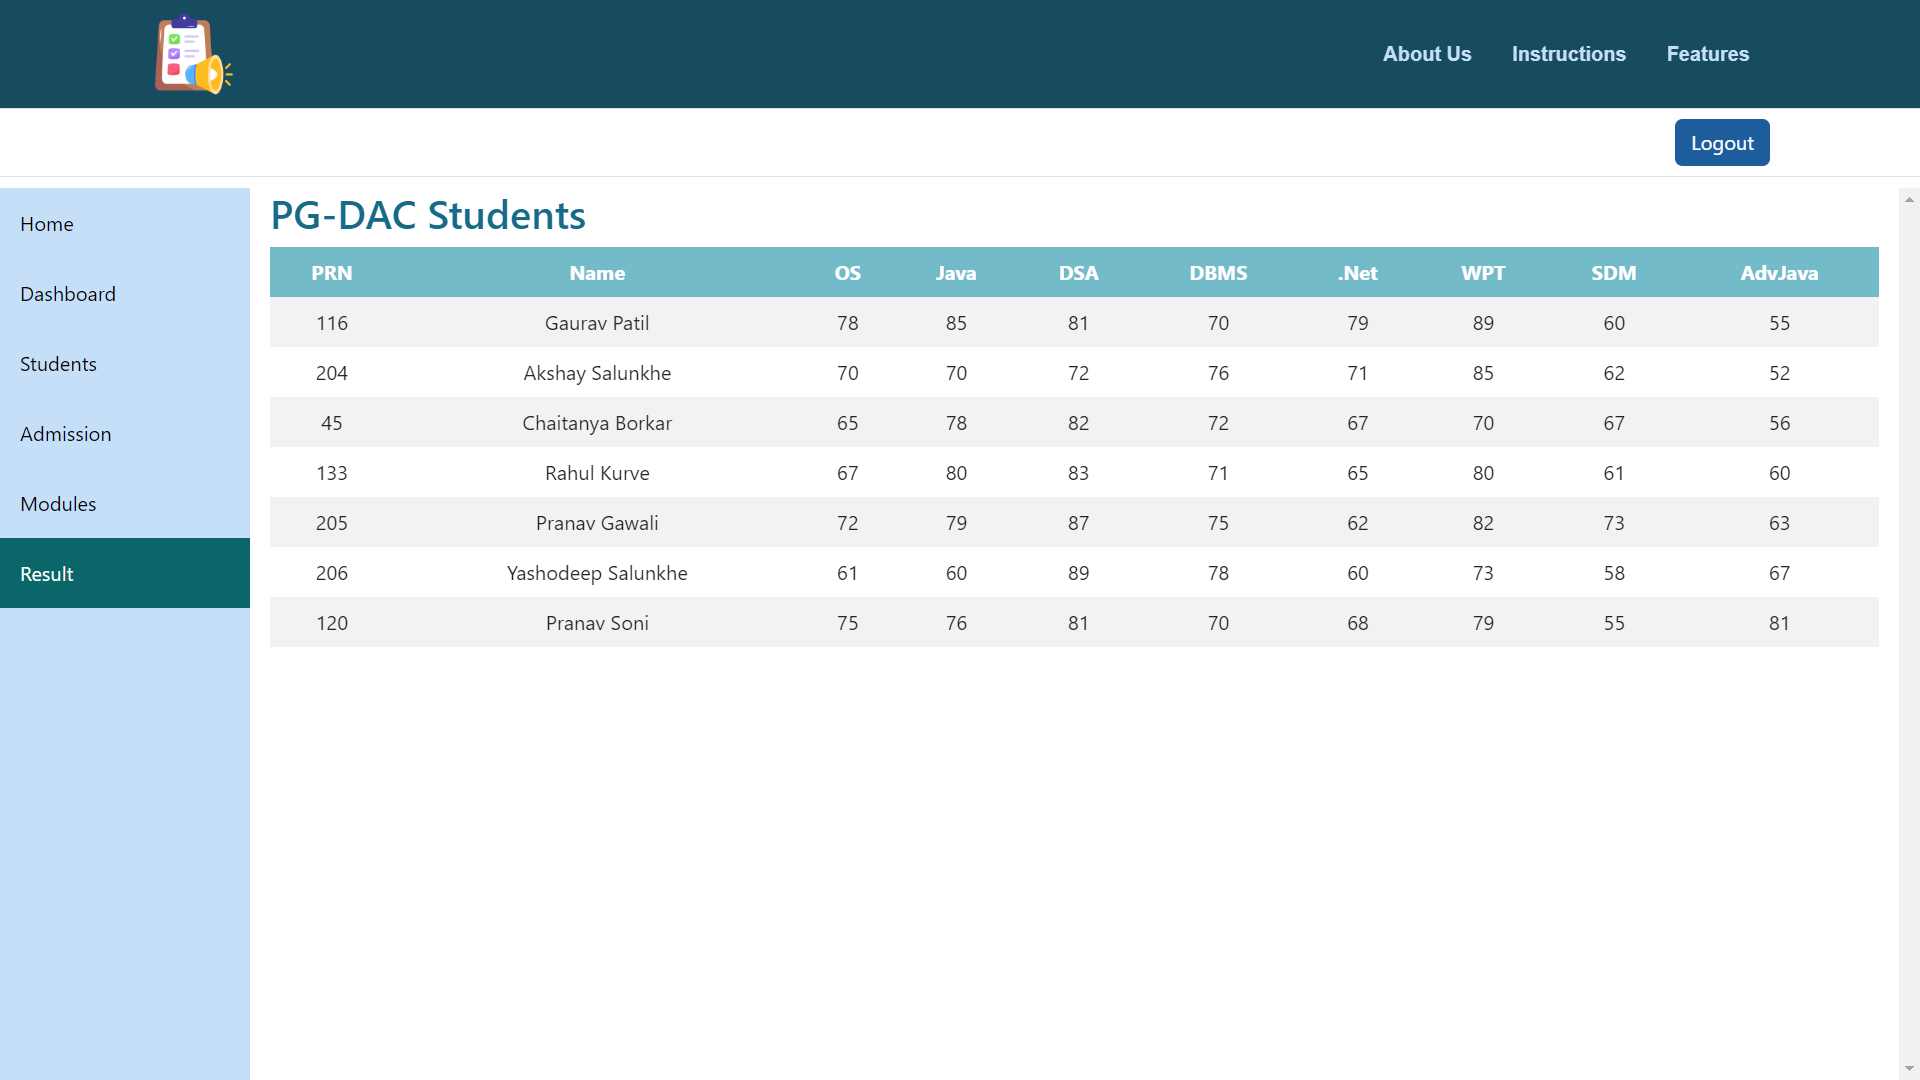 About Us Instructions Features
Logout
Home
Dashboard
Students
Admission
Modules
Result
PG-DAC Students
PRN Name OS Java DSA DBMS .Net WPT SDM AdvJava
116 Gaurav Patil 78 85 81 70 79 89 60 55
204 Akshay Salunkhe 70 70 72 76 71 85 62 52
45 Chaitanya Borkar 65 78 82 72 67 70 67 56
133 Rahul Kurve 67 80 83 71 65 80 61 60
205 Pranav Gawali 72 79 87 75 62 82 73 63
206 Yashodeep Salunkhe 61 60 89 78 60 73 58 67
120 Pranav Soni 75 76 81 70 68 79 55 81